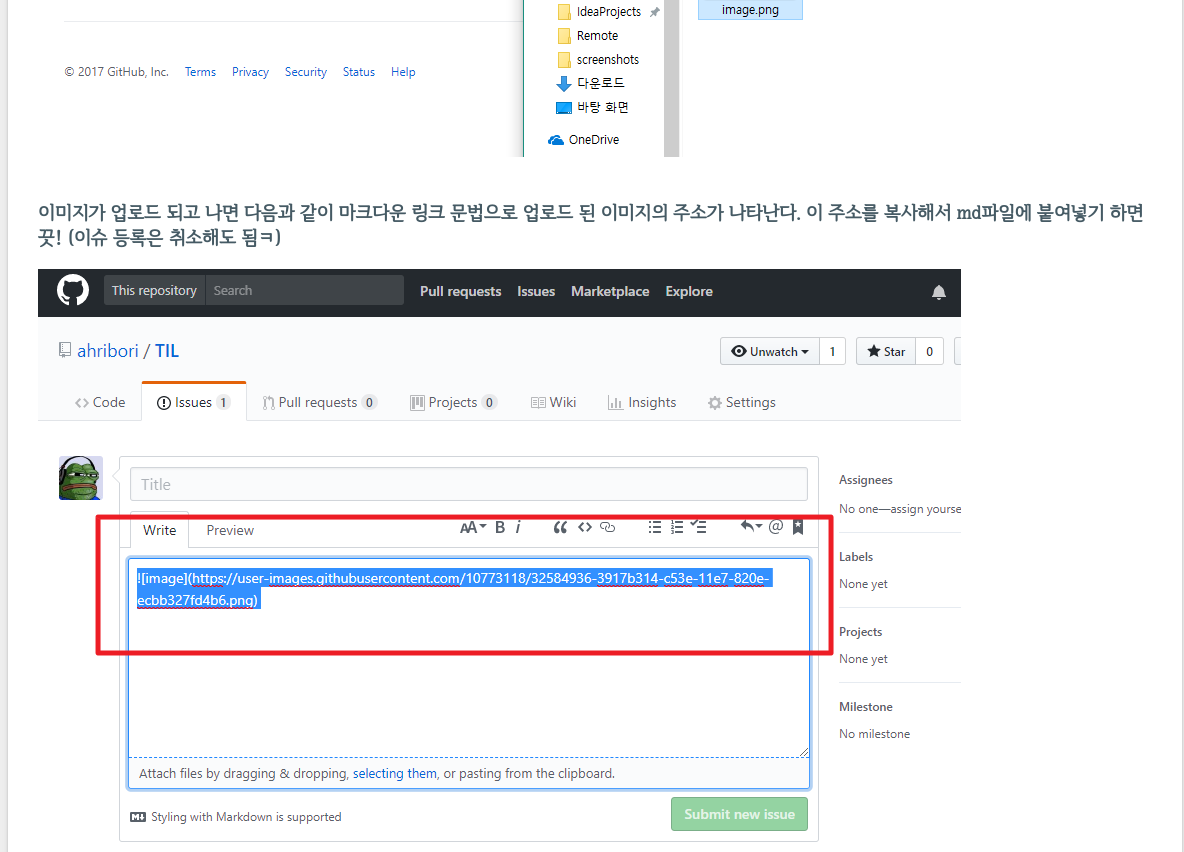 IdeaProjects
image.png
Remote
screenshots
© 2017 GitHub, Inc. Terms Privacy Security Status Help
다운로드
바탕 화면
OneDrive
이미지가 업로드 되고 나면 다음과 같이 마크다운 링크 문법으로 업로드 된 이미지의 주소가 나타난다. 이 주소를 복사해서 md파일에 붙여넣기 하면
끗! (이슈 등록은 취소해도 됨ㅋ)
This repository Search Pull requests Issues Marketplace Explore
ahribori / TIL Unwatch 1 Star 0
Code Issues 1 Pull requests 0 Projects 0 Wiki Insights Settings
Title
Assignees
No one—assign yourse
Write Preview AA B i
![image](https://user-images.githubusercontent.com/10773118/32584936-3917b314-c53e-11e7-820e-
ecbb327fd4b6.png)
Labels
None yet
Projects
None yet
Milestone
No milestone
Attach files by dragging & dropping, selecting them, or pasting from the clipboard.
Styling with Markdown is supported Submit new issue